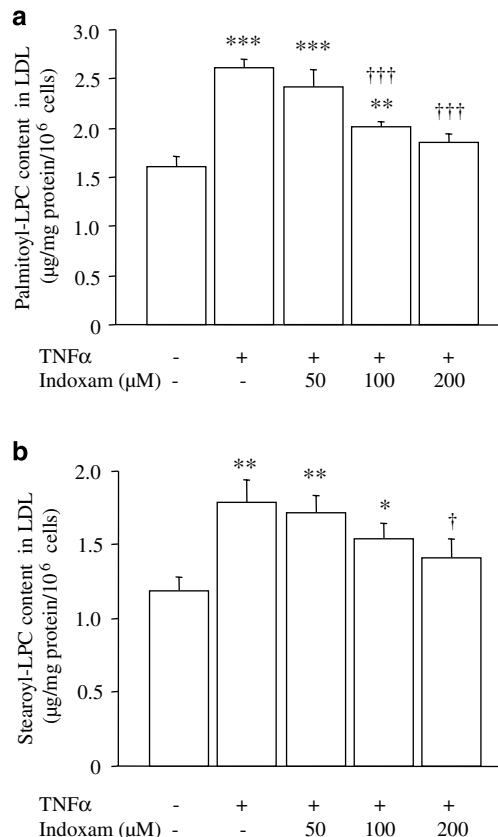 a
Palmitoyl-LPC content in LDL
(µg/mg protein/10⁶ cells)
3.0
2.5
2.0
1.5
1.0
0.5
0
***
***
†††
**
†††
TNFα - + + + +
Indoxam (µM) - - 50 100 200
b
Stearoyl-LPC content in LDL
(µg/mg protein/10⁶ cells)
2.0
1.5
1.0
0.5
0
**
**
*
†
TNFα - + + + +
Indoxam (µM) - - 50 100 200